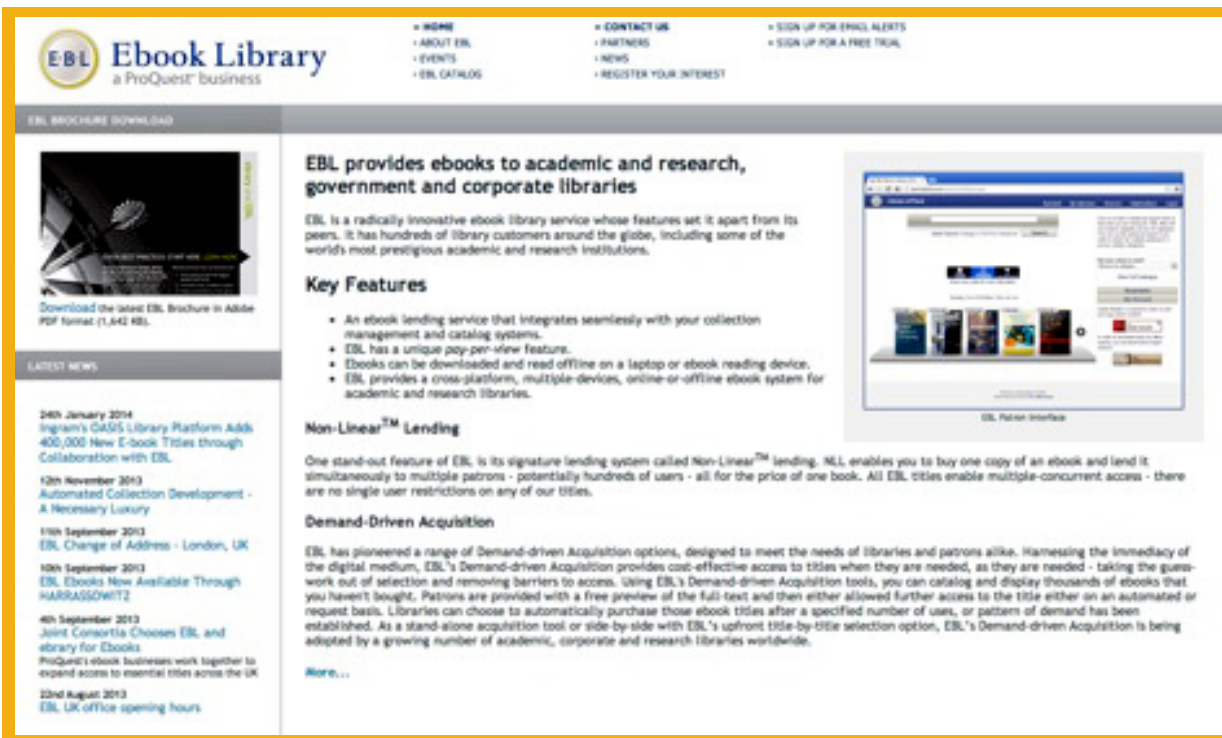 EBL
Ebook Library
a ProQuest business
» HOME
› ABOUT EBL
› EVENTS
› EBL CATALOG
» CONTACT US
› PARTNERS
› NEWS
› REGISTER YOUR INTEREST
» SIGN UP FOR EMAIL ALERTS
» SIGN UP FOR A FREE TRIAL
EBL BROCHURE DOWNLOAD
Download the latest EBL Brochure in Adobe
PDF format (1,642 KB).
LATEST NEWS
24th January 2014
Ingram's OASIS Library Platform Adds
400,000 New E-book Titles through
Collaboration with EBL
12th November 2013
Automated Collection Development -
A Necessary Luxury
11th September 2013
EBL Change of Address - London, UK
10th September 2013
EBL Ebooks Now Available Through
HARRASSOWITZ
4th September 2013
Joint Consortia Chooses EBL and
ebrary for Ebooks
ProQuest's ebook businesses work together to
expand access to essential titles across the UK
22nd August 2013
EBL UK office opening hours
EBL provides ebooks to academic and research,
government and corporate libraries
EBL is a radically innovative ebook library service whose features set it apart from its
peers. It has hundreds of library customers around the globe, including some of the
world's most prestigious academic and research institutions.
Key Features
• An ebook lending service that integrates seamlessly with your collection
management and catalog systems.
• EBL has a unique pay-per-view feature.
• Ebooks can be downloaded and read offline on a laptop or ebook reading device.
• EBL provides a cross-platform, multiple-devices, online-or-offline ebook system for
academic and research libraries.
EBL Patron Interface
Non-Linear™ Lending
One stand-out feature of EBL is its signature lending system called Non-Linear™ lending. NLL enables you to buy one copy of an ebook and lend it
simultaneously to multiple patrons - potentially hundreds of users - all for the price of one book. All EBL titles enable multiple-concurrent access - there
are no single user restrictions on any of our titles.
Demand-Driven Acquisition
EBL has pioneered a range of Demand-driven Acquisition options, designed to meet the needs of libraries and patrons alike. Harnessing the immediacy of
the digital medium, EBL's Demand-driven Acquisition provides cost-effective access to titles when they are needed, as they are needed - taking the guess-
work out of selection and removing barriers to access. Using EBL's Demand-driven Acquisition tools, you can catalog and display thousands of ebooks that
you haven't bought. Patrons are provided with a free preview of the full-text and then either allowed further access to the title either on an automated or
request basis. Libraries can choose to automatically purchase those ebook titles after a specified number of uses, or pattern of demand has been
established. As a stand-alone acquisition tool or side-by-side with EBL's upfront title-by-title selection option, EBL's Demand-driven Acquisition is being
adopted by a growing number of academic, corporate and research libraries worldwide.
More...